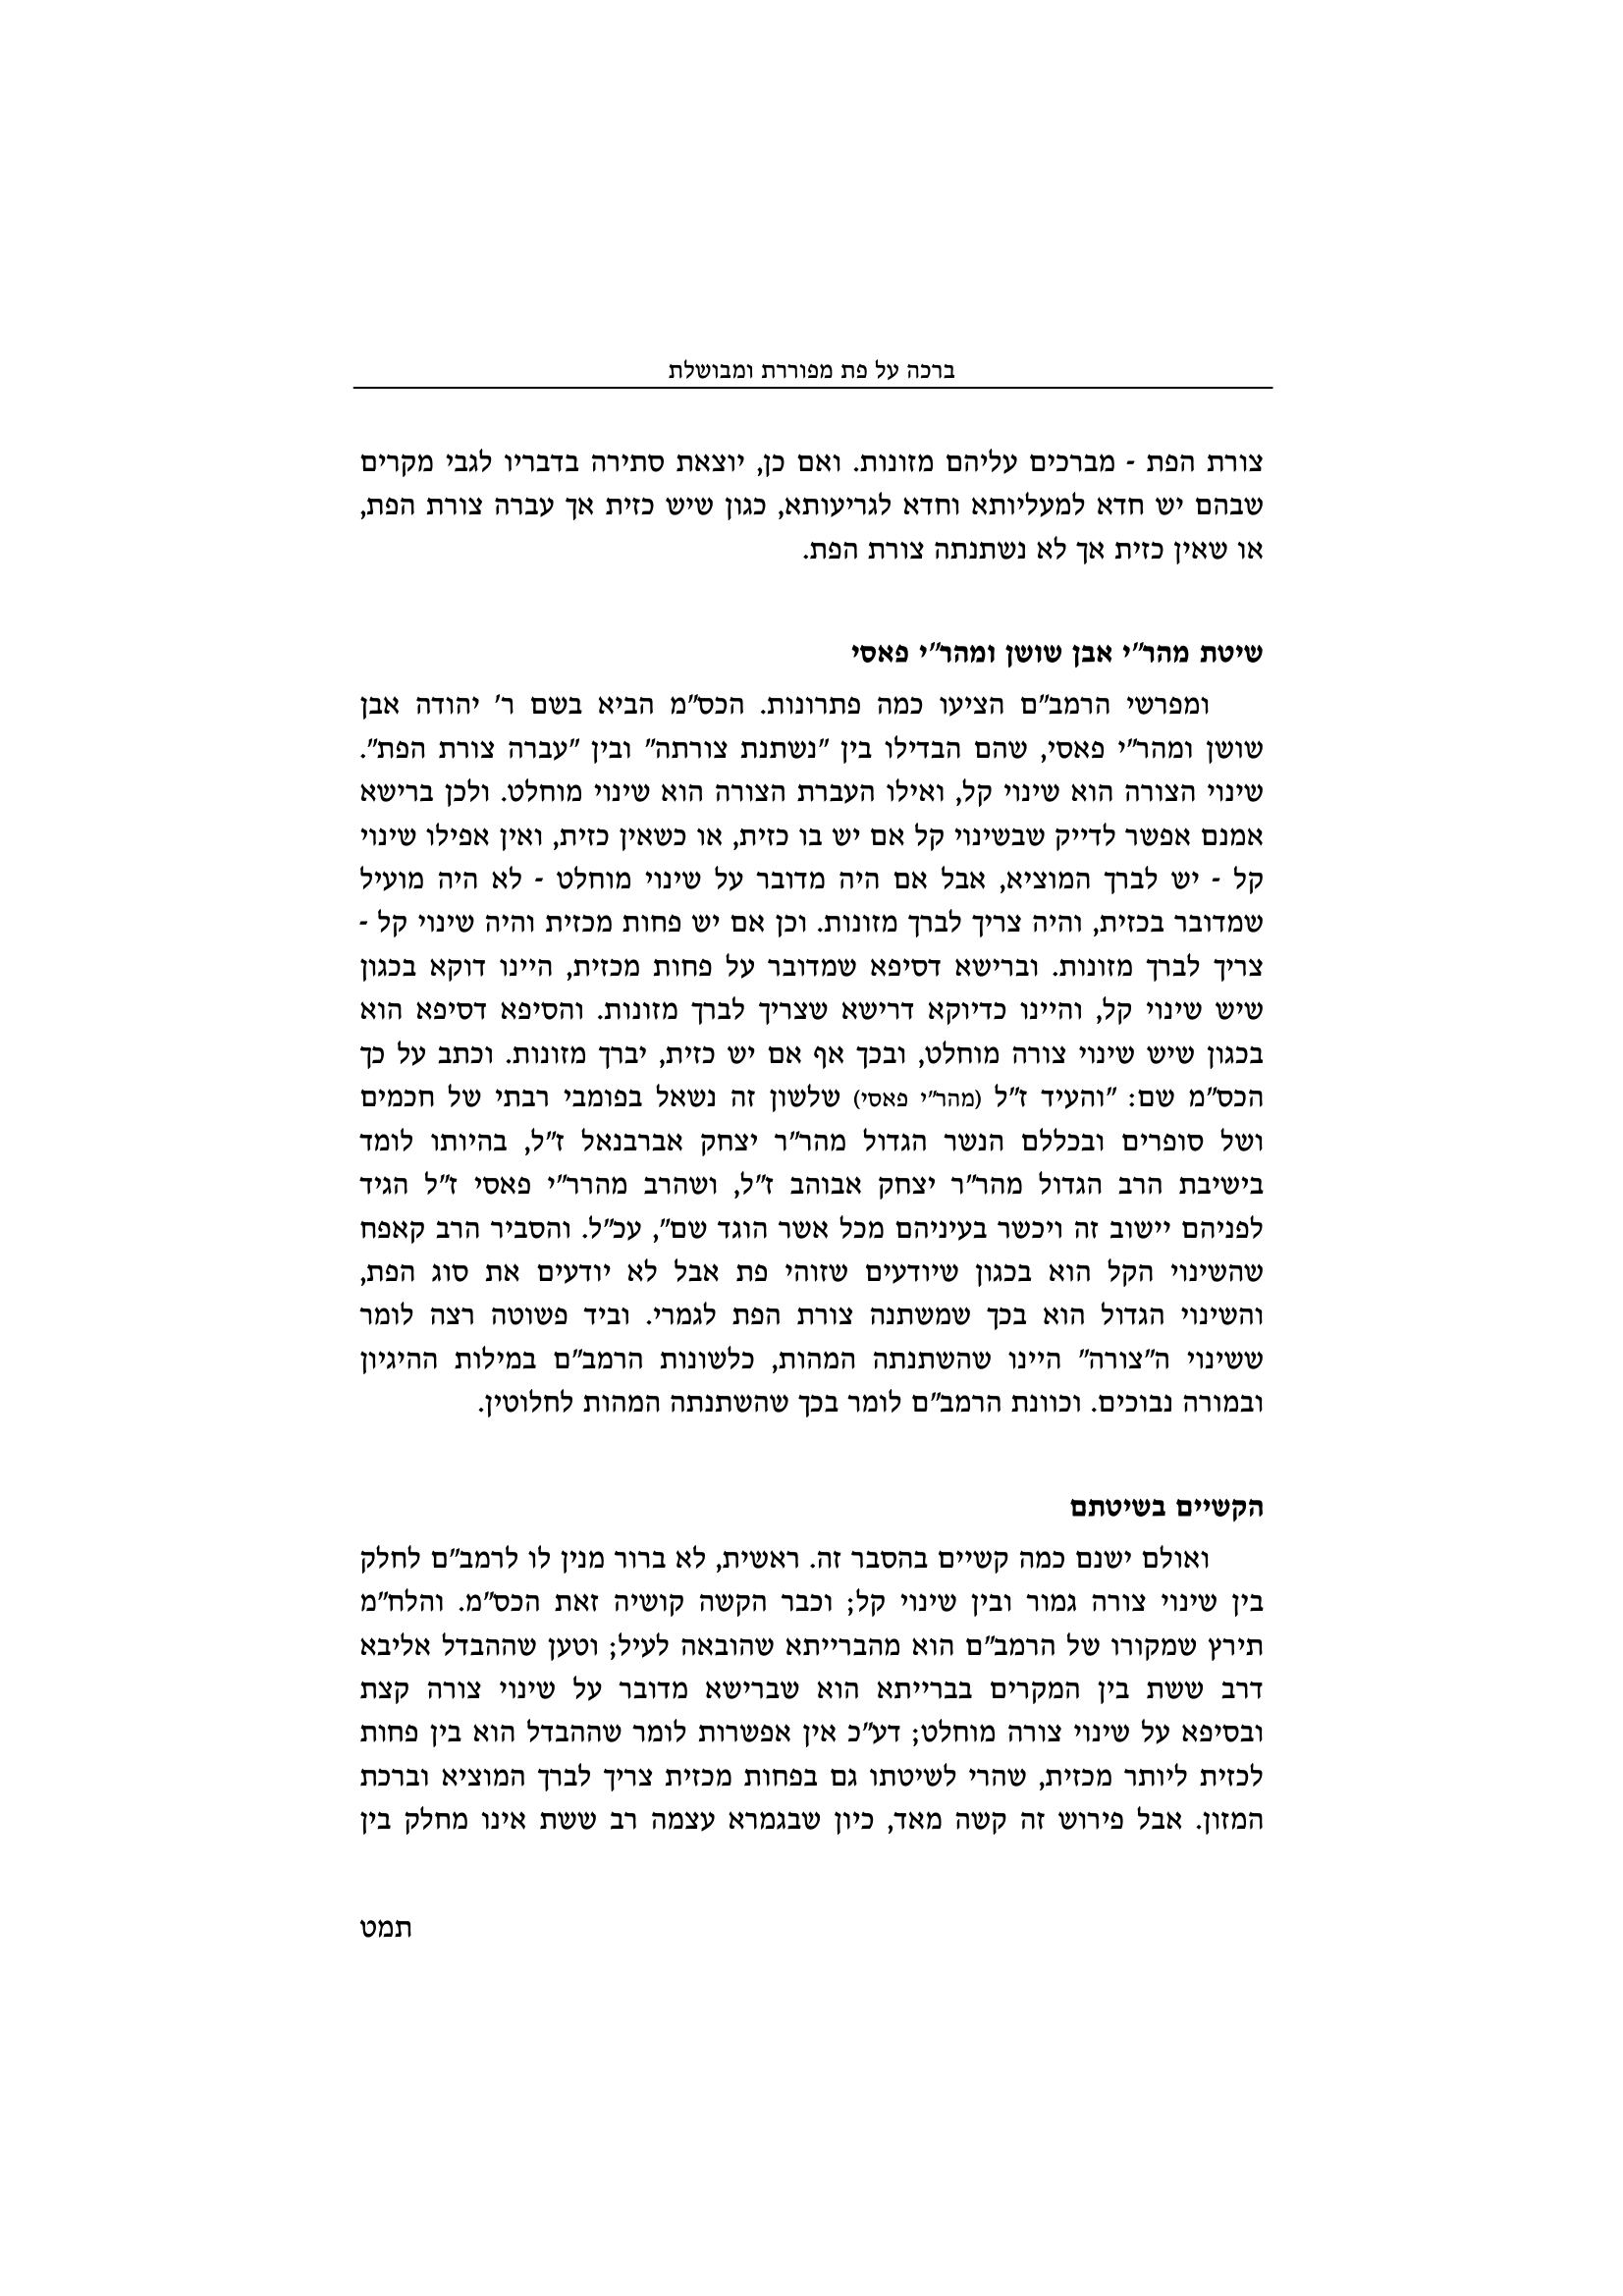 ברכה על פת מפוררת ומבושלת
צורת הפת - מברכים עליהם מזונות. ואם כן, יוצאת סתירה בדבריו לגבי מקרים
שבהם יש חדא למעליותא וחדא לגריעותא, כגון שיש כזית אך עברה צורת הפת,
או שאין כזית אך לא נשתנתה צורת הפת.
שיטת מהר"י אבן שושן ומהר"י פאסי
ומפרשי הרמב"ם הציעו כמה פתרונות. הכס"מ הביא בשם ר' יהודה אבן
שושן ומהר"י פאסי, שהם הבדילו בין "נשתנת צורתה" ובין "עברה צורת הפת".
שינוי הצורה הוא שינוי קל, ואילו העברת הצורה הוא שינוי מוחלט. ולכן ברישא
אמנם אפשר לדייק שבשינוי קל אם יש בו כזית, או כשאין כזית, ואין אפילו שינוי
קל - יש לברך המוציא, אבל אם היה מדובר על שינוי מוחלט - לא היה מועיל
שמדובר בכזית, והיה צריך לברך מזונות. וכן אם יש פחות מכזית והיה שינוי קל -
צריך לברך מזונות. וברישא דסיפא שמדובר על פחות מכזית, היינו דוקא בכגון
שיש שינוי קל, והיינו כדיוקא דרישא שצריך לברך מזונות. והסיפא דסיפא הוא
בכגון שיש שינוי צורה מוחלט, ובכך אף אם יש כזית, יברך מזונות. וכתב על כך
הכס"מ שם: "והעיד ז"ל (מהר"י פאסי) שלשון זה נשאל בפומבי רבתי של חכמים
ושל סופרים ובכללם הנשר הגדול מהר"ר יצחק אברבנאל ז"ל, בהיותו לומד
בישיבת הרב הגדול מהר"ר יצחק אבוהב ז"ל, ושהרב מהרר"י פאסי ז"ל הגיד
לפניהם יישוב זה ויכשר בעיניהם מכל אשר הוגד שם", עכ"ל. והסביר הרב קאפח
שהשינוי הקל הוא בכגון שיודעים שזוהי פת אבל לא יודעים את סוג הפת,
והשינוי הגדול הוא בכך שמשתנה צורת הפת לגמרי. וביד פשוטה רצה לומר
ששינוי ה"צורה" היינו שהשתנתה המהות, כלשונות הרמב"ם במילות ההיגיון
ובמורה נבוכים. וכוונת הרמב"ם לומר בכך שהשתנתה המהות לחלוטין.
הקשיים בשיטתם
ואולם ישנם כמה קשיים בהסבר זה. ראשית, לא ברור מנין לו לרמב"ם לחלק
בין שינוי צורה גמור ובין שינוי קל; וכבר הקשה קושיה זאת הכס"מ. והלח"מ
תירץ שמקורו של הרמב"ם הוא מהברייתא שהובאה לעיל; וטען שההבדל אליבא
דרב ששת בין המקרים בברייתא הוא שברישא מדובר על שינוי צורה קצת
ובסיפא על שינוי צורה מוחלט; דע"כ אין אפשרות לומר שההבדל הוא בין פחות
לכזית ליותר מכזית, שהרי לשיטתו גם בפחות מכזית צריך לברך המוציא וברכת
המזון. אבל פירוש זה קשה מאד, כיון שבגמרא עצמה רב ששת אינו מחלק בין
תמט